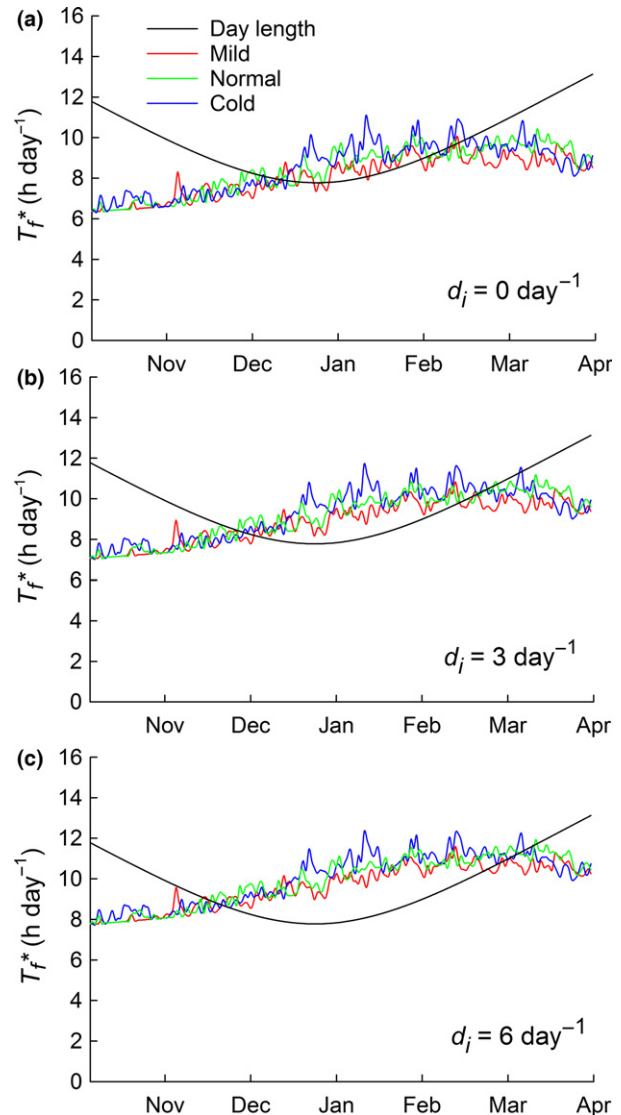 (a)
16
14
12
10
8
6
4
2
0
T_f* (h day⁻¹)
Day length
Mild
Normal
Cold
d_i = 0 day⁻¹
Nov Dec Jan Feb Mar Apr
(b)
16
14
12
10
8
6
4
2
0
T_f* (h day⁻¹)
d_i = 3 day⁻¹
Nov Dec Jan Feb Mar Apr
(c)
16
14
12
10
8
6
4
2
0
T_f* (h day⁻¹)
d_i = 6 day⁻¹
Nov Dec Jan Feb Mar Apr